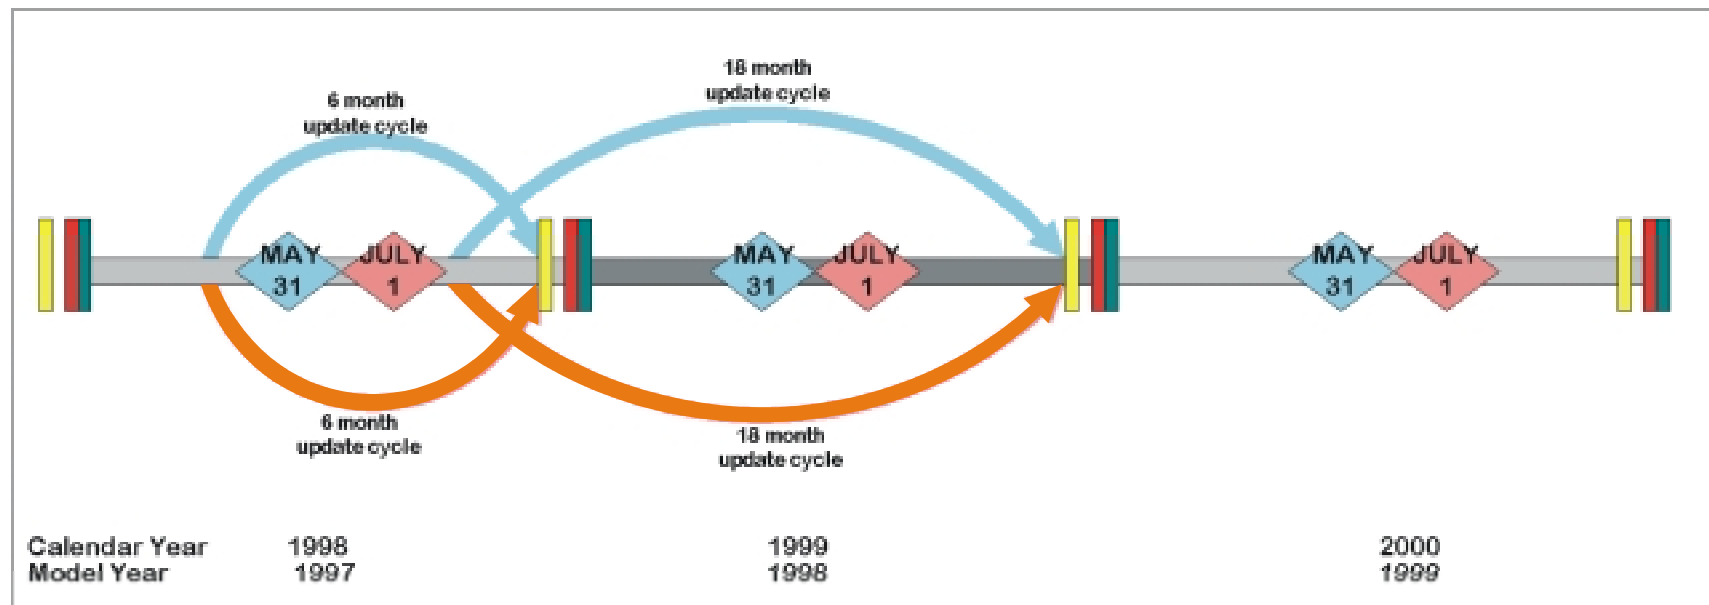 18 month
update cycle
6 month
update cycle
MAY
31
JULY
1
MAY
31
JULY
1
MAY
31
JULY
1
6 month
update cycle
18 month
update cycle
Calendar Year 1998 1999 2000
Model Year 1997 1998 1999